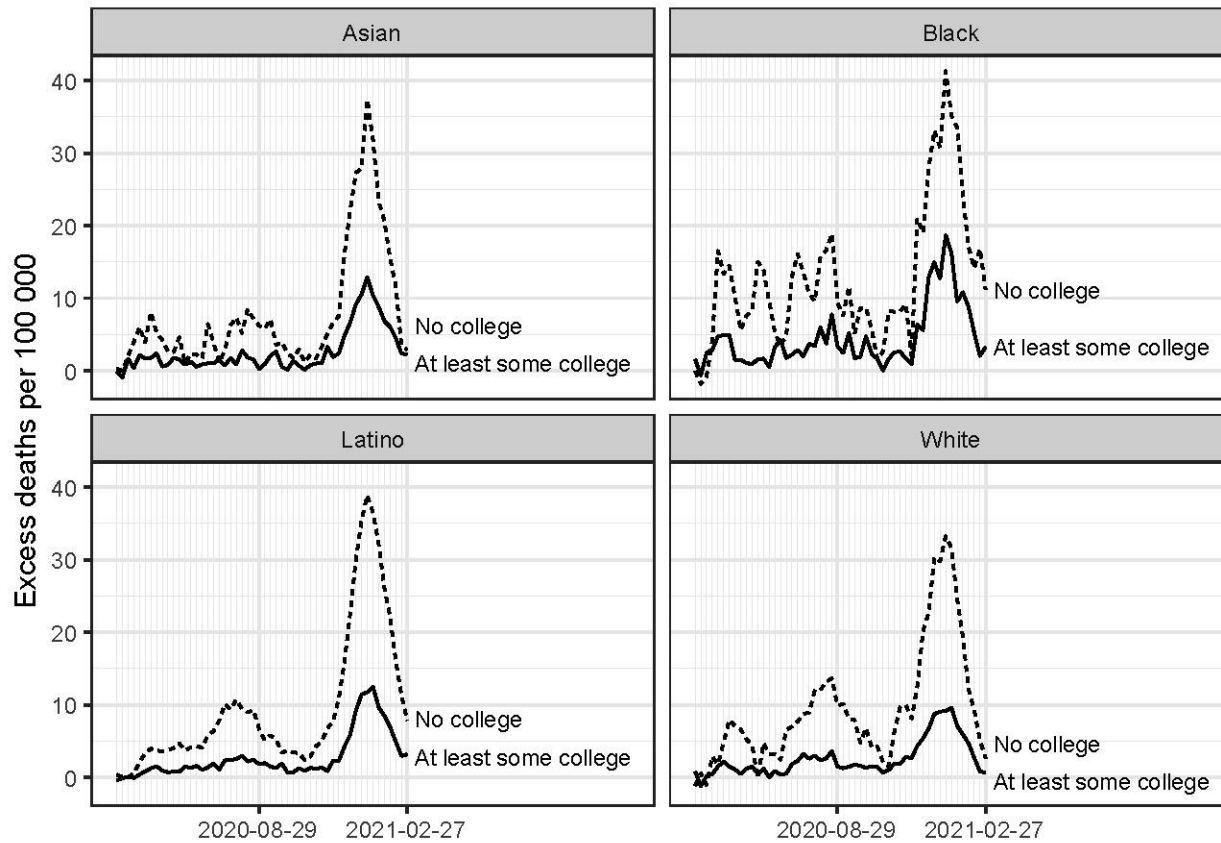 Asian
Black
Excess deaths per 100 000
40
30
20
10
0
No college
At least some college
No college
At least some college
Latino
White
40
30
20
10
0
No college
At least some college
No college
At least some college
2020-08-29
2021-02-27
2020-08-29
2021-02-27